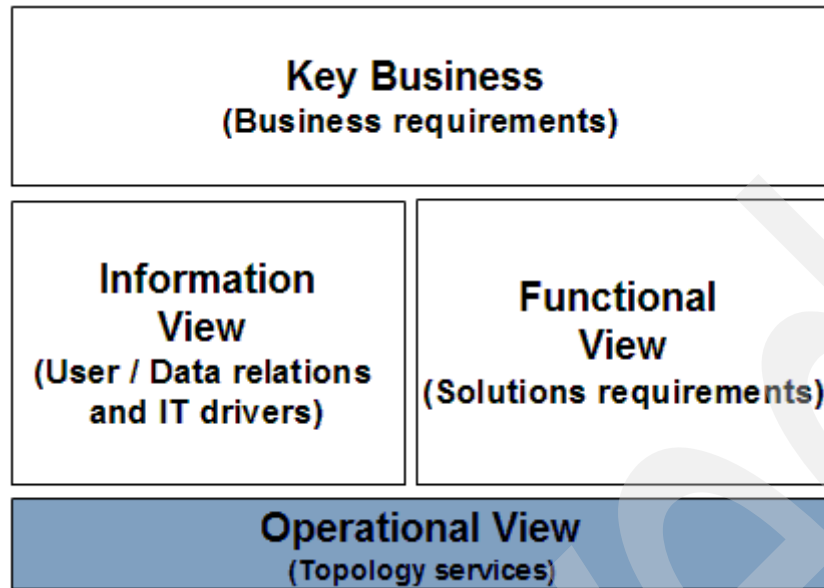 Key Business
(Business requirements)
Information
View
(User / Data relations
and IT drivers)
Functional
View
(Solutions requirements)
Operational View
(Topology services)